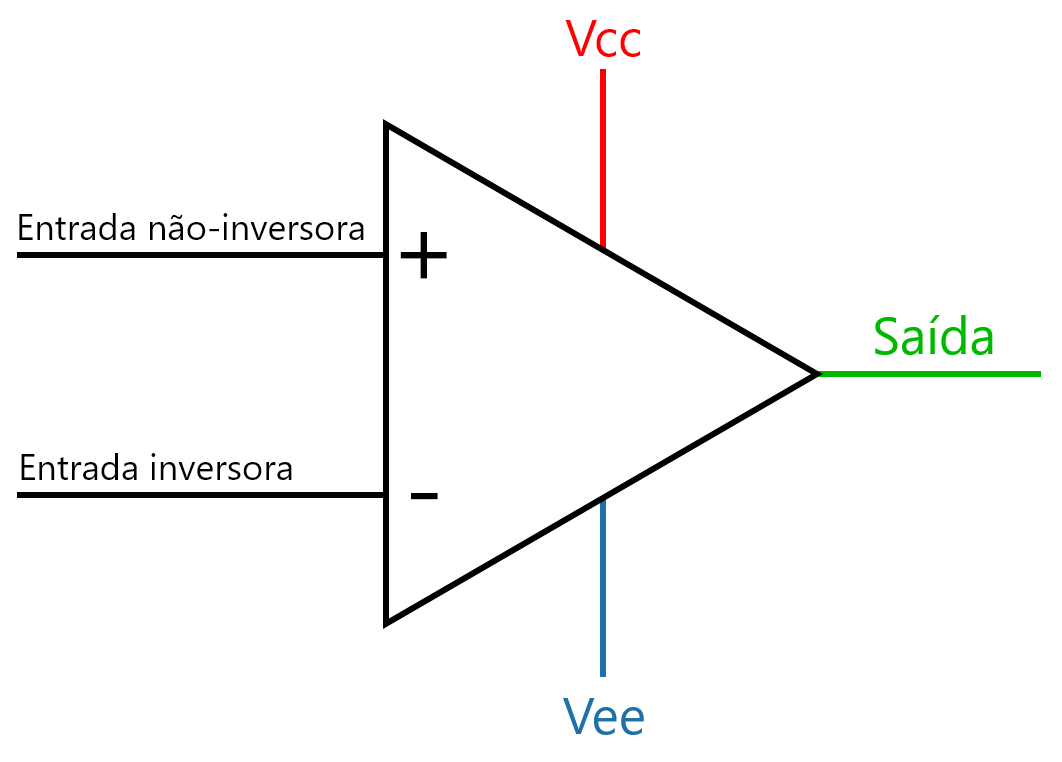 Vcc
Entrada não-inversora
+
Saída
Entrada inversora
-
Vee